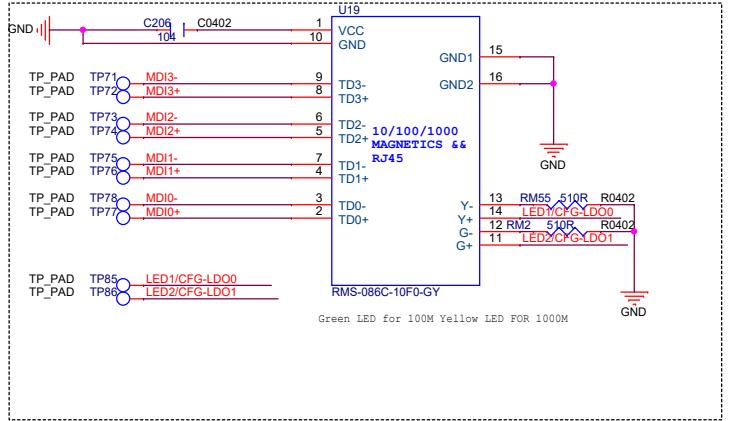 U19
C206 C0402 1 VCC
GND 104 10 GND
GND1 15
TP_PAD TP71 MDI3- 9 TD3-
TP_PAD TP72 MDI3+ 8 TD3+
GND2 16
TP_PAD TP73 MDI2- 6 TD2-
TP_PAD TP74 MDI2+ 5 TD2+
10/100/1000
MAGNETICS &&
RJ45
GND
TP_PAD TP75 MDI1- 7 TD1-
TP_PAD TP76 MDI1+ 4 TD1+
TP_PAD TP78 MDI0- 3 TD0-
TP_PAD TP77 MDI0+ 2 TD0+
Y- 13 RM55 510R R0402
Y+ 14 LED1/CFG-LDO0
G- 12 RM2 510R R0402
G+ 11 LED2/CFG-LDO1
TP_PAD TP85 LED1/CFG-LDO0
TP_PAD TP86 LED2/CFG-LDO1
RMS-086C-10F0-GY
GND
Green LED for 100M Yellow LED FOR 1000M